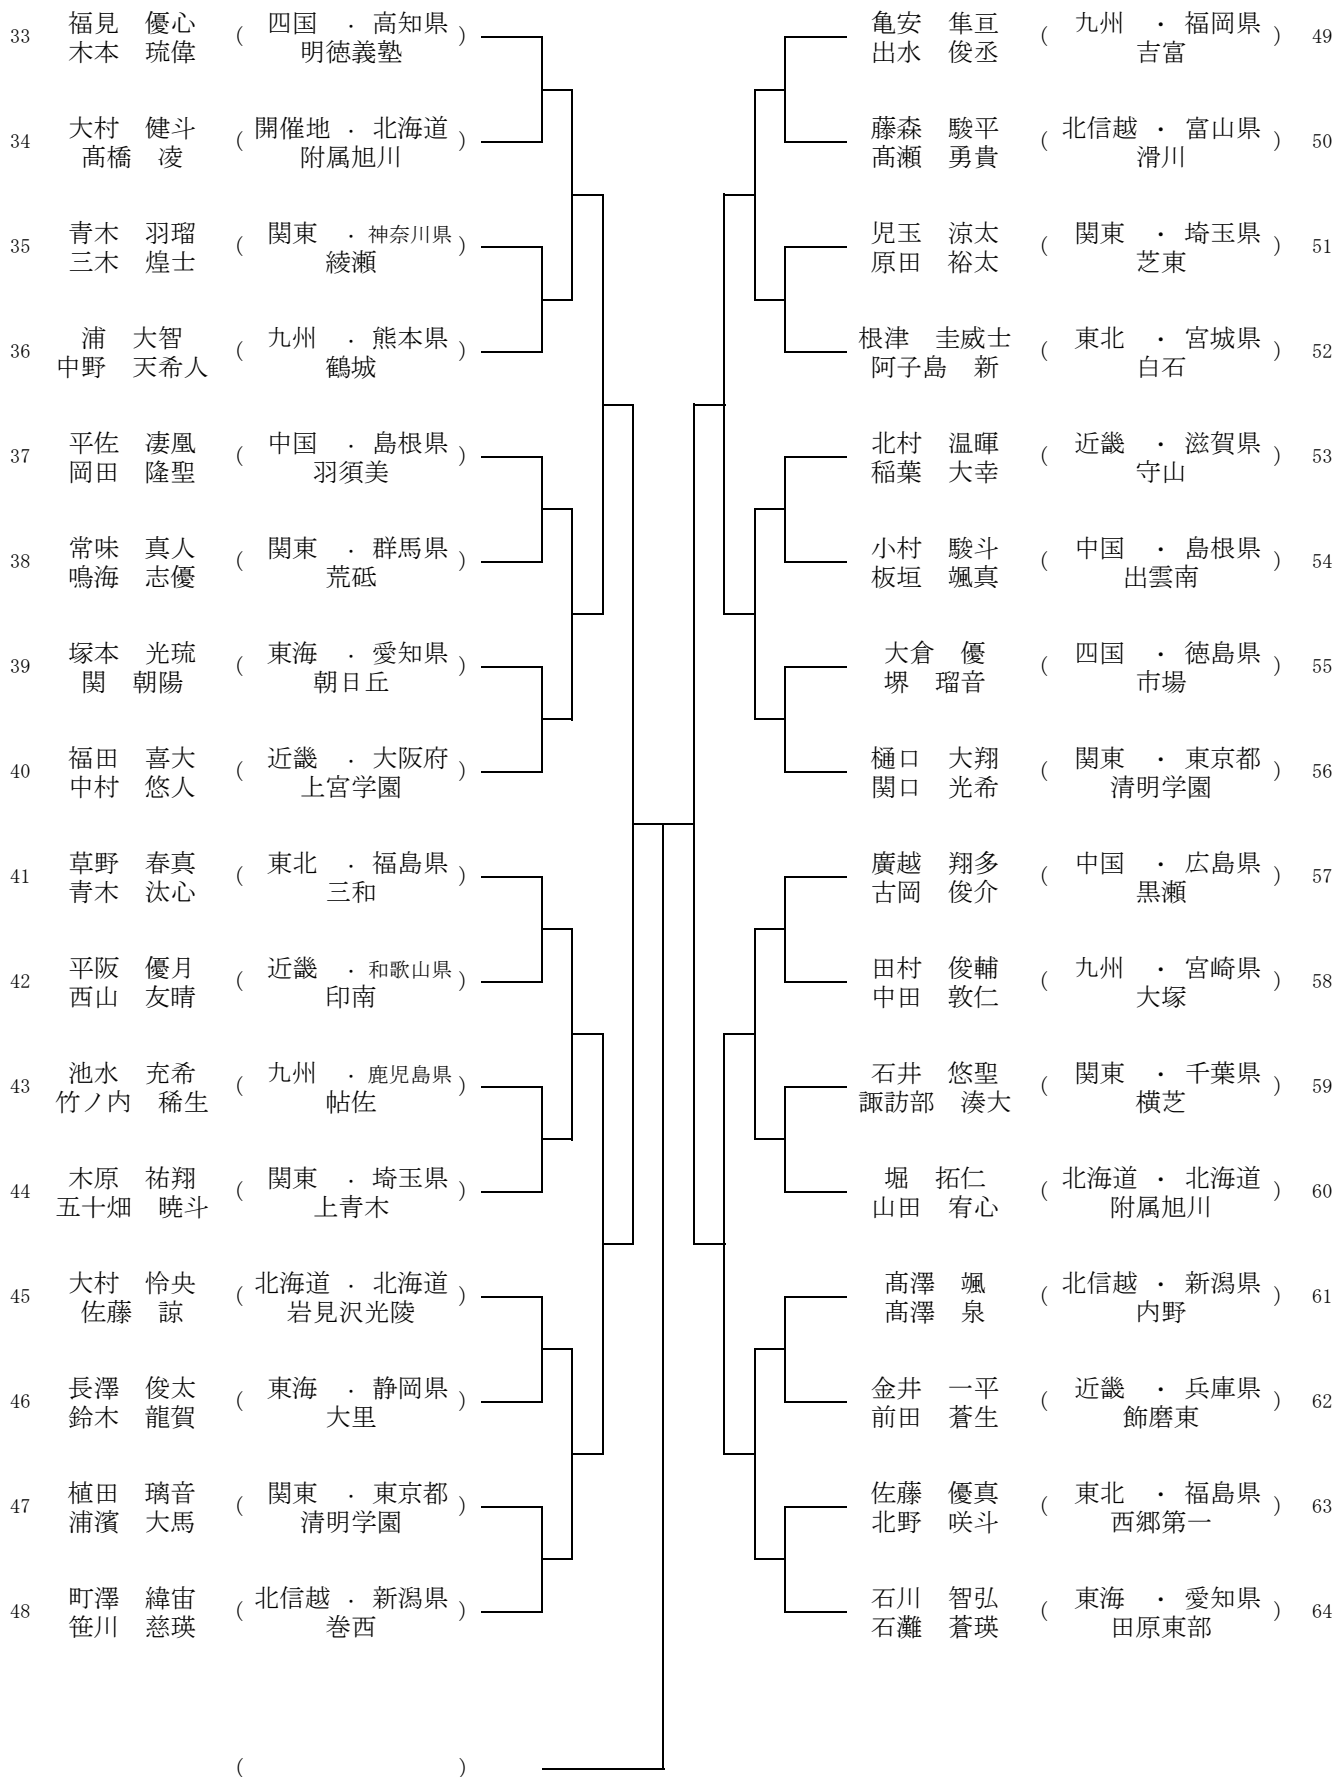 33 福見　優心 （ 四国 ・ 高知県 ）
木本　琉偉 明徳義塾
34 大村　健斗 （ 開催地 ・ 北海道 ）
髙橋　凌 附属旭川
35 青木　羽瑠 （ 関東 ・ 神奈川県 ）
三木　煌士 綾瀬
36 浦　大智 （ 九州 ・ 熊本県 ）
中野　天希人 鶴城
37 平佐　凄凰 （ 中国 ・ 島根県 ）
岡田　隆聖 羽須美
38 常味　真人 （ 関東 ・ 群馬県 ）
鳴海　志優 荒砥
39 塚本　光琉 （ 東海 ・ 愛知県 ）
関　朝陽 朝日丘
40 福田　喜大 （ 近畿 ・ 大阪府 ）
中村　悠人 上宮学園
41 草野　春真 （ 東北 ・ 福島県 ）
青木　汰心 三和
42 平阪　優月 （ 近畿 ・ 和歌山県 ）
西山　友晴 印南
43 池水　充希 （ 九州 ・ 鹿児島県 ）
竹ノ内　稀生 帖佐
44 木原　祐翔 （ 関東 ・ 埼玉県 ）
五十畑　暁斗 上青木
45 大村　怜央 （ 北海道 ・ 北海道 ）
佐藤　諒 岩見沢光陵
46 長澤　俊太 （ 東海 ・ 静岡県 ）
鈴木　龍賀 大里
47 植田　璃音 （ 関東 ・ 東京都 ）
浦濱　大馬 清明学園
48 町澤　緯宙 （ 北信越 ・ 新潟県 ）
笹川　慈瑛 巻西
（ ）
亀安　隼亘 （ 九州 ・ 福岡県 ） 49
出水　俊丞 吉富
藤森　駿平 （ 北信越 ・ 富山県 ） 50
髙瀬　勇貴 滑川
児玉　涼太 （ 関東 ・ 埼玉県 ） 51
原田　裕太 芝東
根津　圭威士 （ 東北 ・ 宮城県 ） 52
阿子島　新 白石
北村　温暉 （ 近畿 ・ 滋賀県 ） 53
稲葉　大幸 守山
小村　駿斗 （ 中国 ・ 島根県 ） 54
板垣　颯真 出雲南
大倉　優 （ 四国 ・ 徳島県 ） 55
堺　瑠音 市場
樋口　大翔 （ 関東 ・ 東京都 ） 56
関口　光希 清明学園
廣越　翔多 （ 中国 ・ 広島県 ） 57
古岡　俊介 黒瀬
田村　俊輔 （ 九州 ・ 宮崎県 ） 58
中田　敦仁 大塚
石井　悠聖 （ 関東 ・ 千葉県 ） 59
諏訪部　湊大 横芝
堀　拓仁 （ 北海道 ・ 北海道 ） 60
山田　宥心 附属旭川
髙澤　颯 （ 北信越 ・ 新潟県 ） 61
髙澤　泉 内野
金井　一平 （ 近畿 ・ 兵庫県 ） 62
前田　蒼生 飾磨東
佐藤　優真 （ 東北 ・ 福島県 ） 63
北野　咲斗 西郷第一
石川　智弘 （ 東海 ・ 愛知県 ） 64
石灘　蒼瑛 田原東部